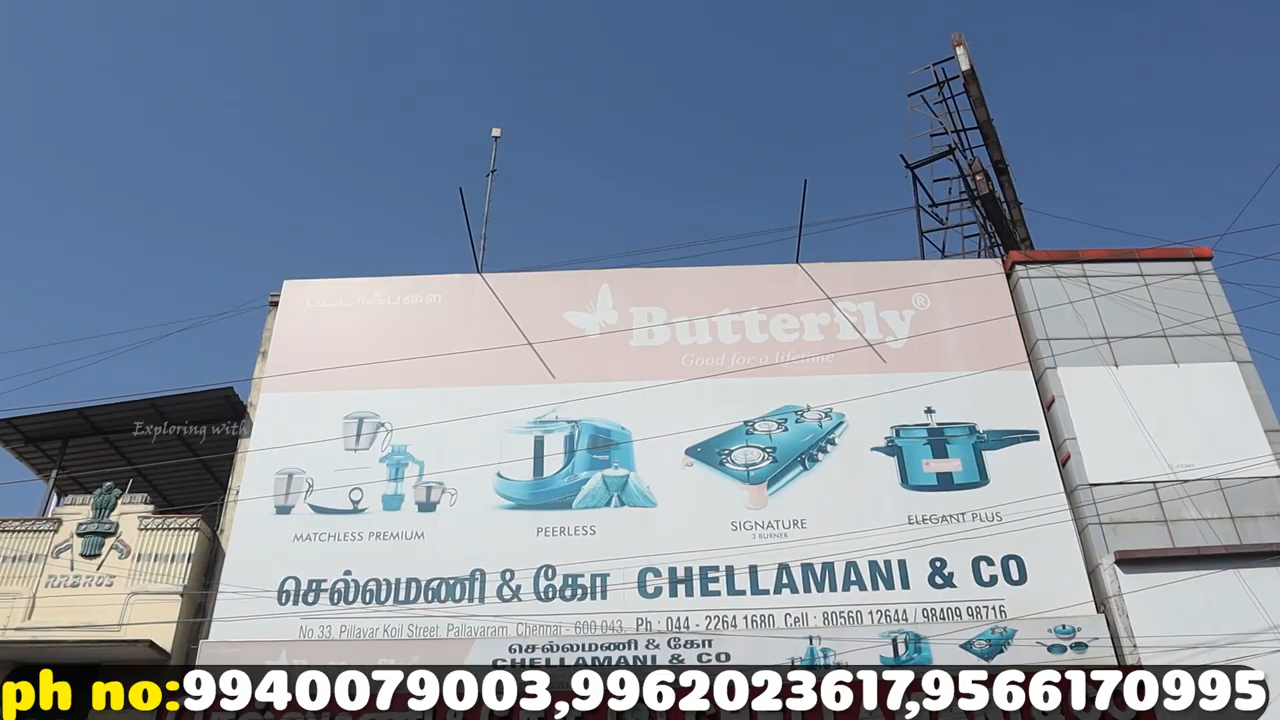 Butterfly®
Good for a lifetime
Exploring with
MATCHLESS PREMIUM
PEERLESS
SIGNATURE
3 BURNER
ELEGANT PLUS
RRBROS
செல்லமணி & கோ CHELLAMANI & CO
No 33, Pillayar Koil Street, Pallavaram, Chennai - 600 043. Ph : 044 - 2264 1680, Cell : 80560 12644 / 98409 98716
செல்லமணி & கோ
CHELLAMANI & CO
ph no:9940079003,9962023617,9566170995